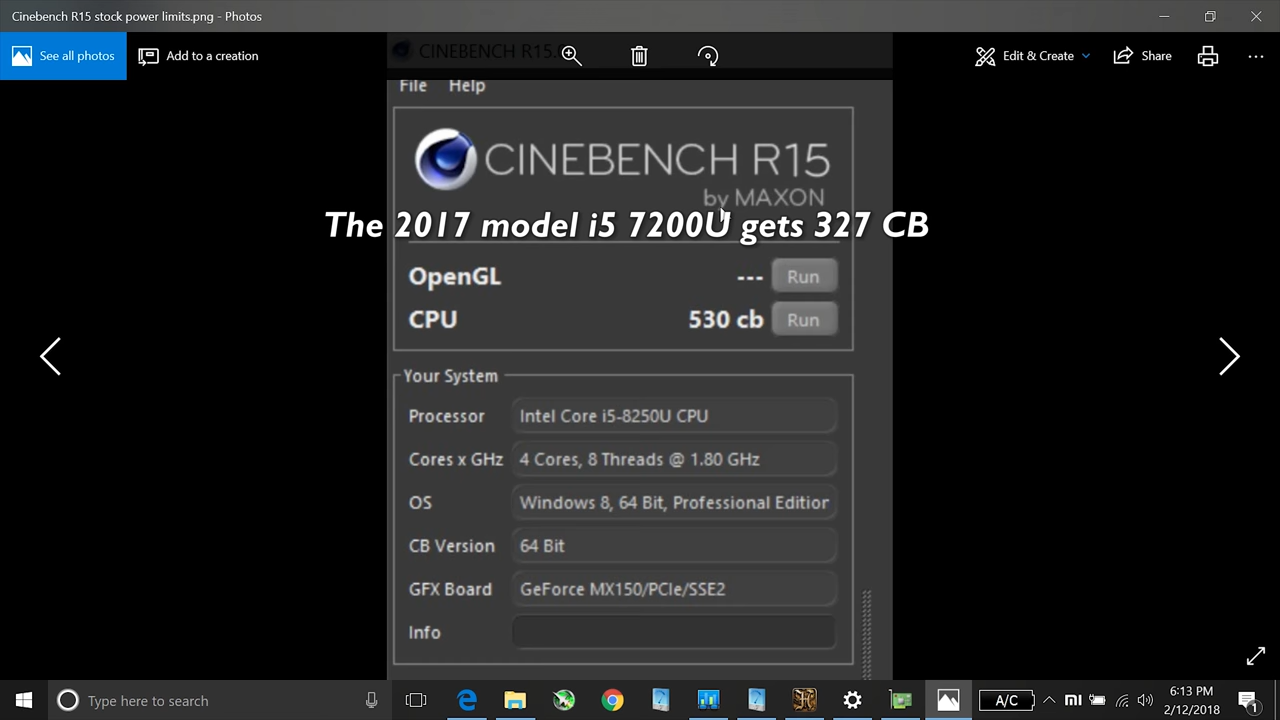 Cinebench R15 stock power limits.png - Photos
See all photos
Add to a creation
CINEBENCH R15.
Edit & Create
Share
File Help
CINEBENCH R15
by MAXON
The 2017 model i5 7200U gets 327 CB
OpenGL --- Run
CPU 530 cb Run
Your System
Processor Intel Core i5-8250U CPU
Cores x GHz 4 Cores, 8 Threads @ 1.80 GHz
OS Windows 8, 64 Bit, Professional Edition
CB Version 64 Bit
GFX Board GeForce MX150/PCIe/SSE2
Info
Type here to search
A/C
6:13 PM
2/12/2018
1